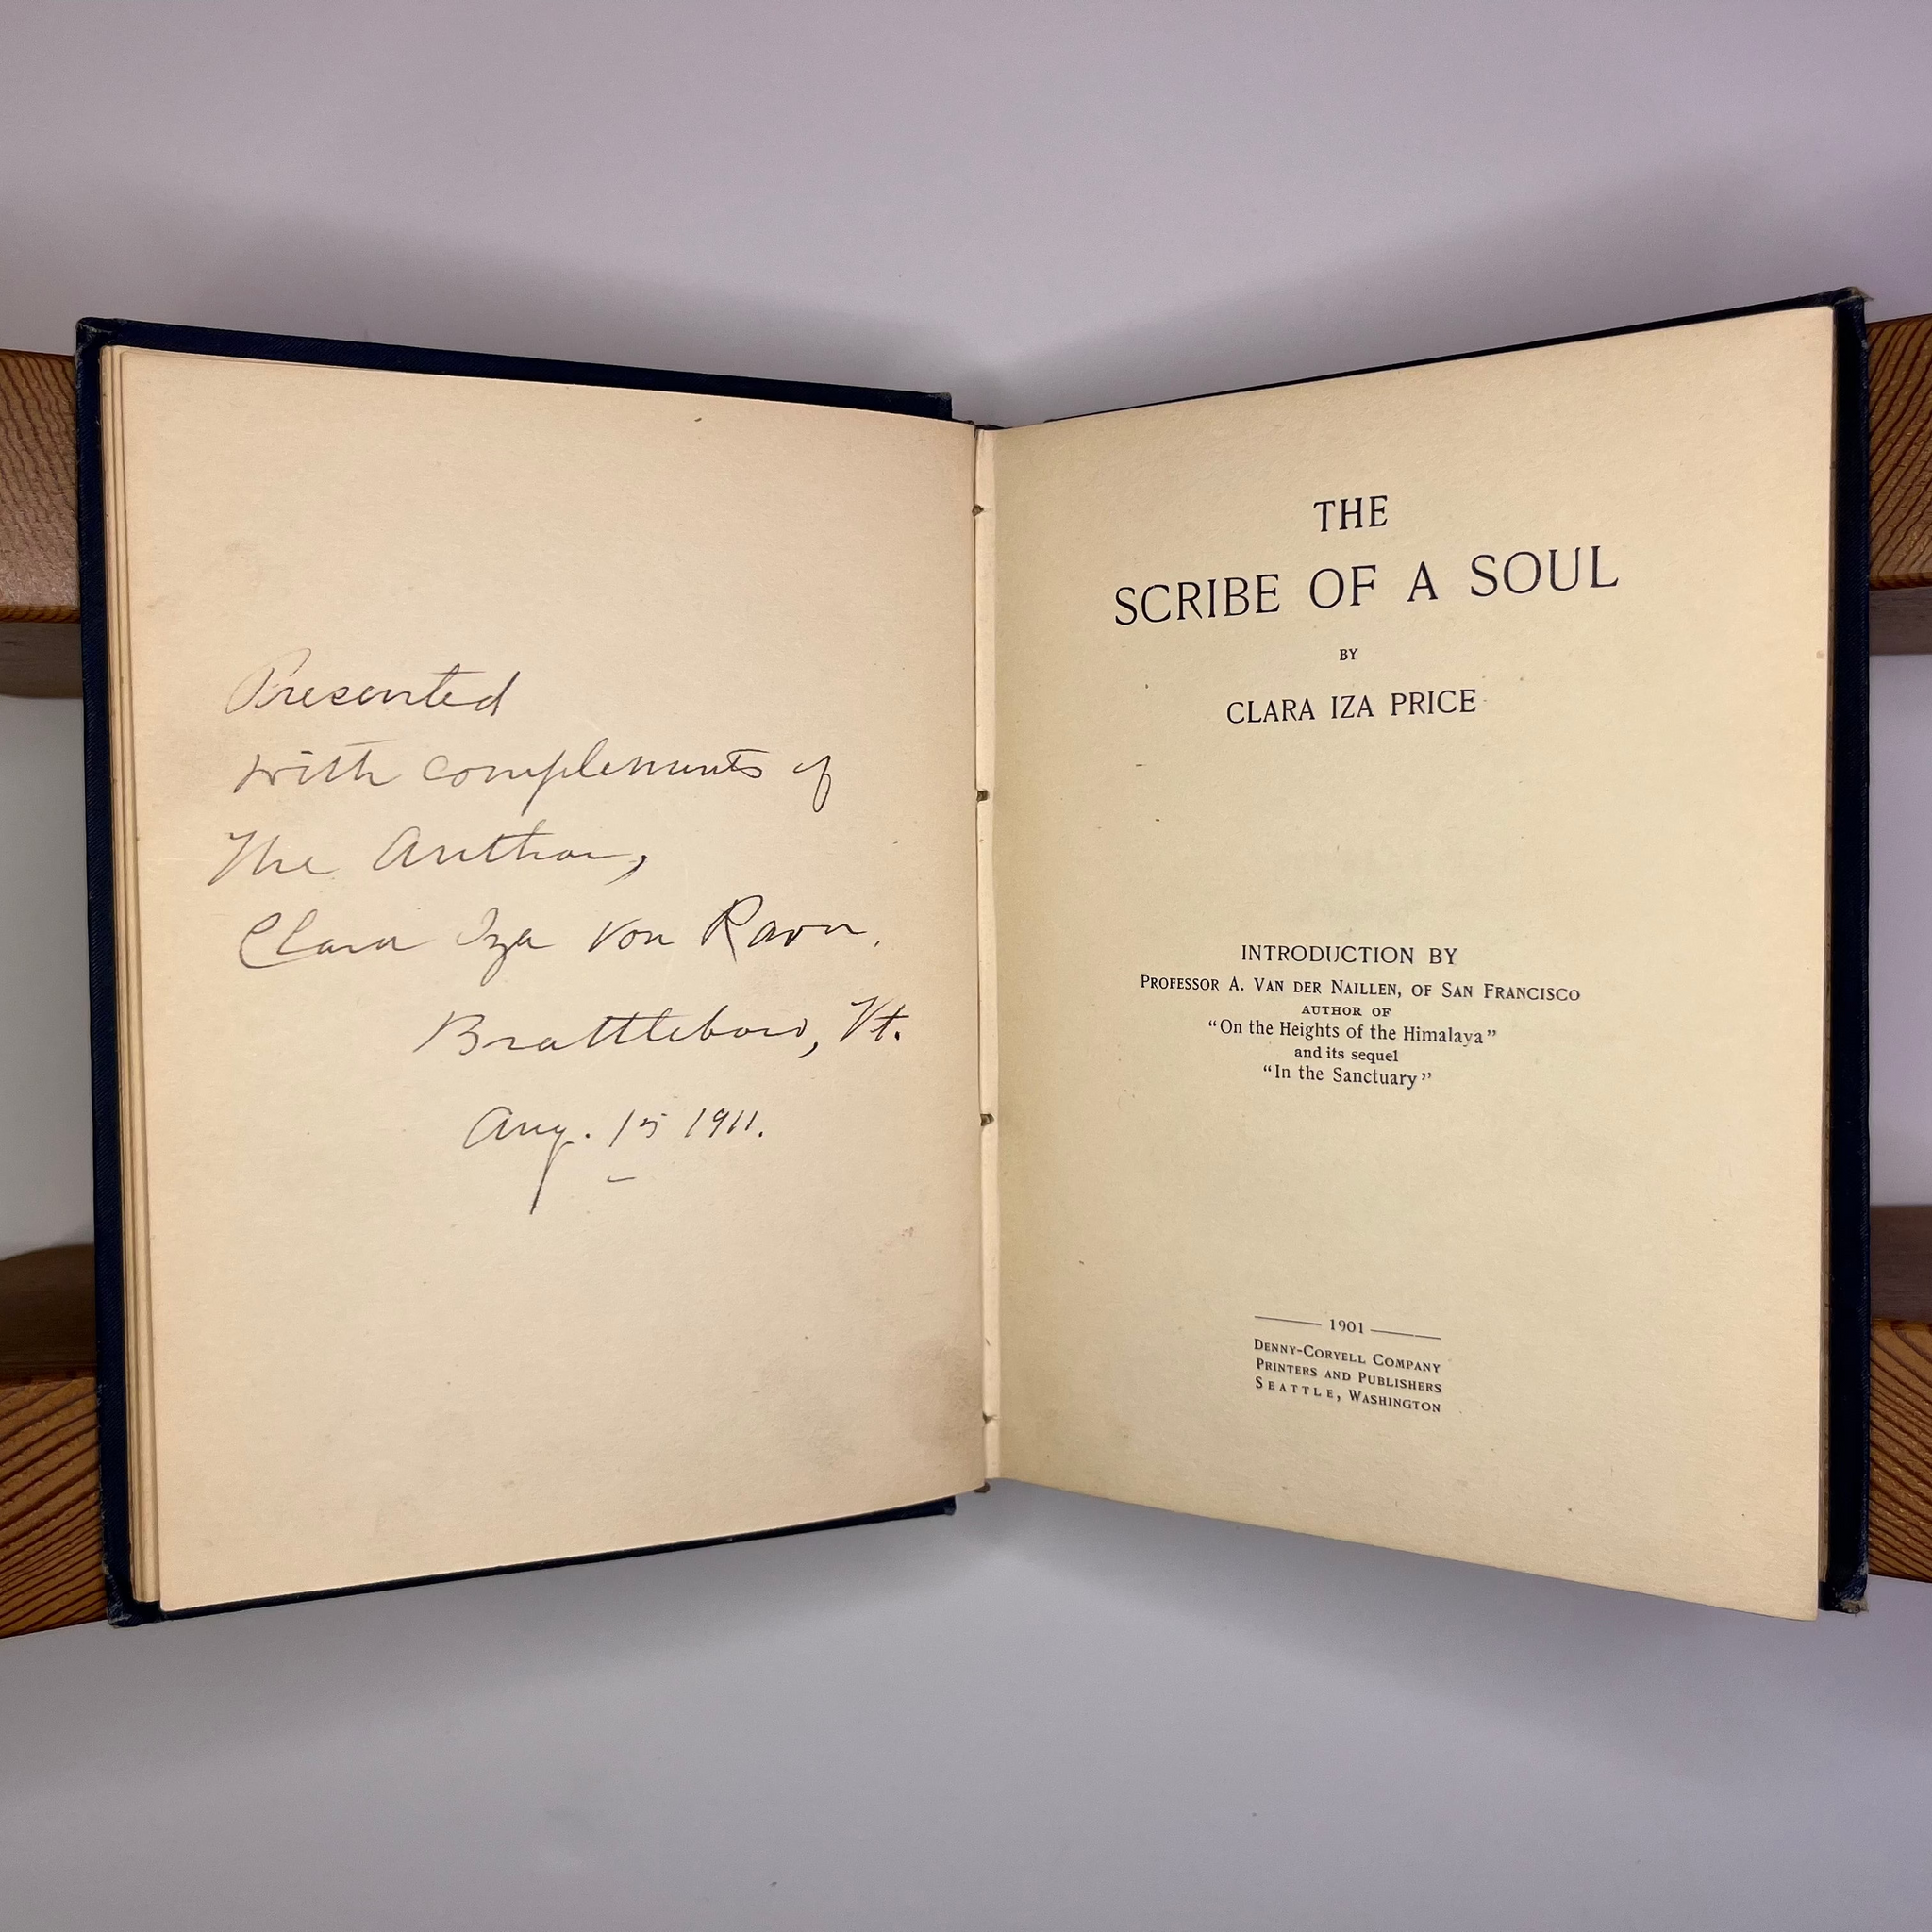 Presented
with complements of
The Author,
Clara Iza von Ravn.
Brattleboro, Vt.
Aug. 15 1911.
THE
SCRIBE OF A SOUL
BY
CLARA IZA PRICE
INTRODUCTION BY
PROFESSOR A. VAN DER NAILLEN, OF SAN FRANCISCO
AUTHOR OF
"On the Heights of the Himalaya"
and its sequel
"In the Sanctuary"
1901
DENNY-CORYELL COMPANY
PRINTERS AND PUBLISHERS
SEATTLE, WASHINGTON